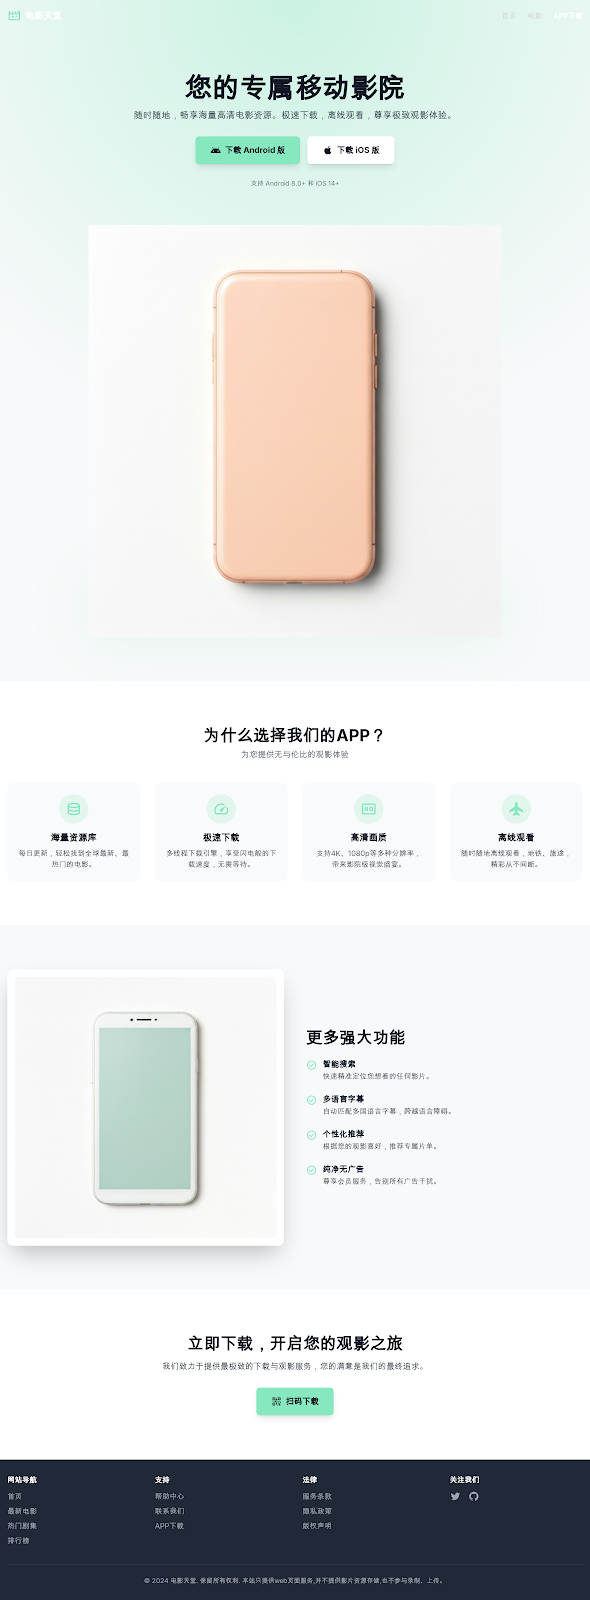 电影天堂
首页 电影 APP下载
您的专属移动影院
随时随地，畅享海量高清电影资源。极速下载，离线观看，尊享极致观影体验。
下载 Android 版 下载 iOS 版
支持 Android 8.0+ 和 iOS 14+
为什么选择我们的APP？
为您提供无与伦比的观影体验
海量资源库
每日更新，轻松找到全球最新、最
热门的电影。
极速下载
多线程下载引擎，享受闪电般的下
载速度，无需等待。
高清画质
支持4K、1080p等多种分辨率，
带来影院级视觉盛宴。
离线观看
随时随地离线观看，地铁、旅途，
精彩从不间断。
更多强大功能
智能搜索
快速精准定位您想看的任何影片。
多语言字幕
自动匹配多国语言字幕，跨越语言障碍。
个性化推荐
根据您的观影喜好，推荐专属片单。
纯净无广告
尊享会员服务，告别所有广告干扰。
立即下载，开启您的观影之旅
我们致力于提供最极致的下载与观影服务，您的满意是我们的最终追求。
扫码下载
网站导航
首页
最新电影
热门剧集
排行榜
支持
帮助中心
联系我们
APP下载
法律
服务条款
隐私政策
版权声明
关注我们
© 2024 电影天堂. 保留所有权利. 本站只提供web页面服务,并不提供影片资源存储,也不参与录制、上传。